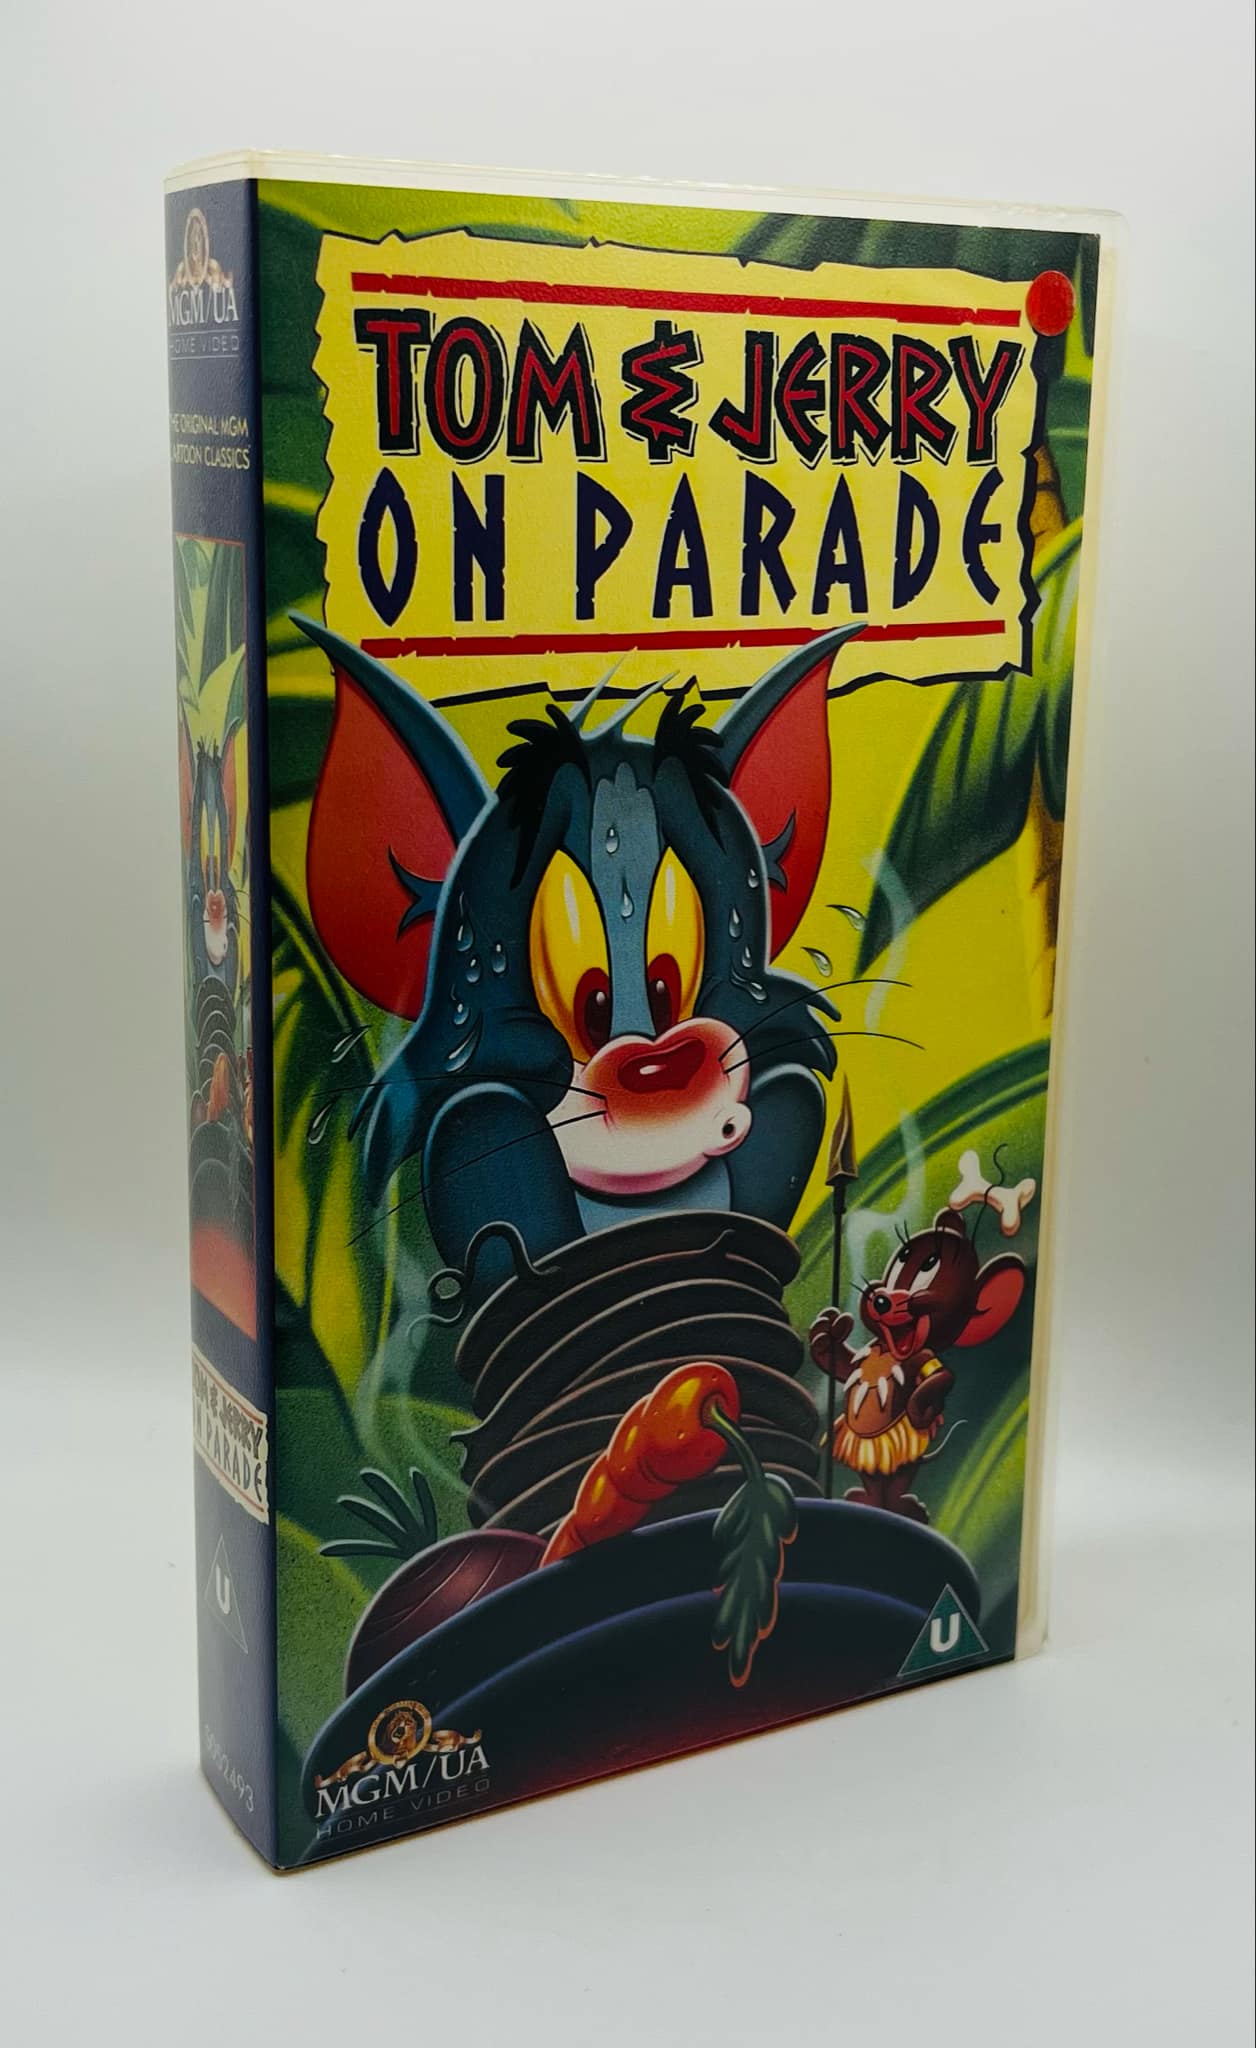 MGM/UA
HOME VIDEO
THE ORIGINAL MGM
CARTOON CLASSICS
TOM & JERRY
ON PARADE
U
S052493
TOM & JERRY
ON PARADE
U
MGM/UA
HOME VIDEO